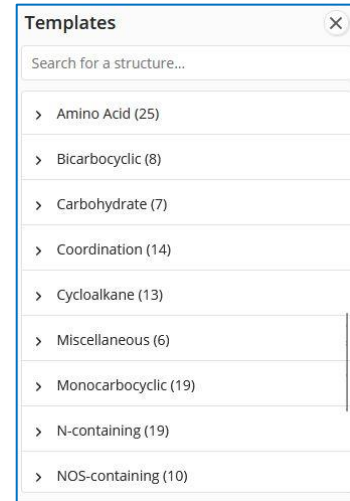 Templates
Search for a structure...
Amino Acid (25)
Bicarbocyclic (8)
Carbohydrate (7)
Coordination (14)
Cycloalkane (13)
Miscellaneous (6)
Monocarbocyclic (19)
N-containing (19)
NOS-containing (10)